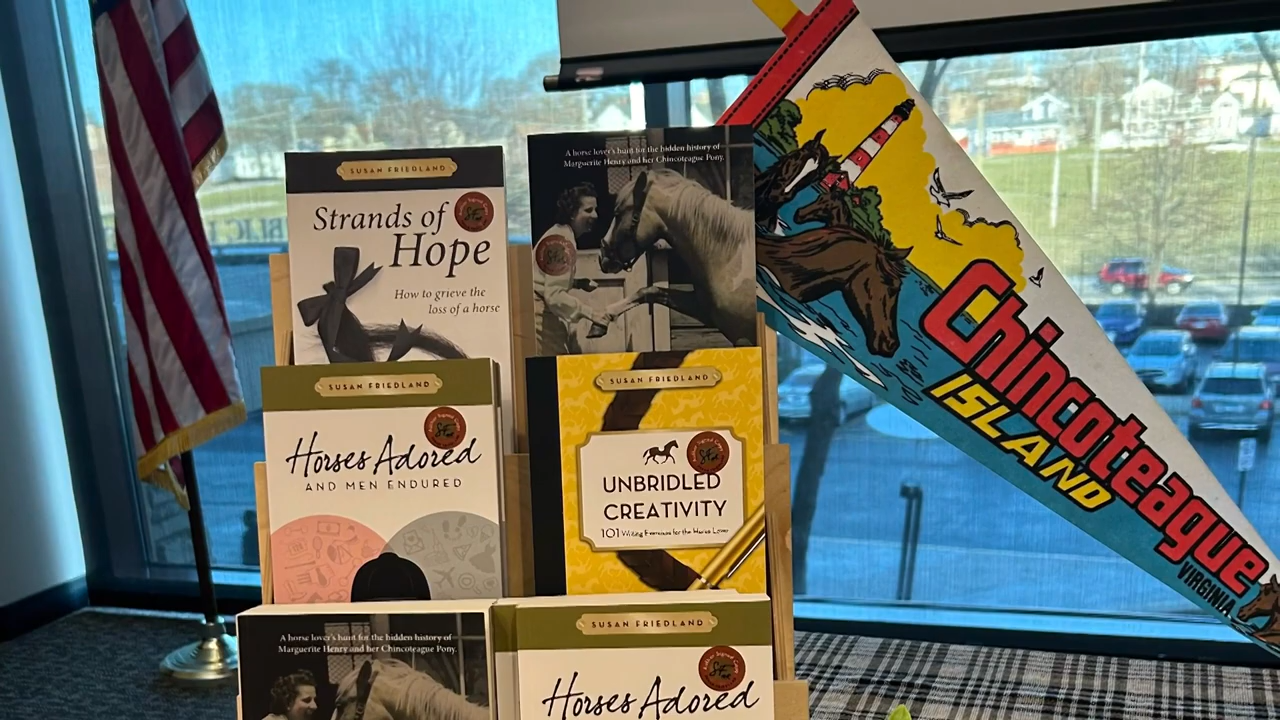 SUSAN FRIEDLAND
Strands of
Hope
How to grieve the
loss of a horse
A horse lover's hunt for the hidden history of
Marguerite Henry and her Chincoteague Pony.
SUSAN FRIEDLAND
Horses Adored
AND MEN ENDURED
SUSAN FRIEDLAND
UNBRIDLED
CREATIVITY
101 Writing Exercises for the Horse Lover
A horse lover's hunt for the hidden history of
Marguerite Henry and her Chincoteague Pony.
SUSAN FRIEDLAND
Horses Adored
Chincoteague
ISLAND
VIRGINIA